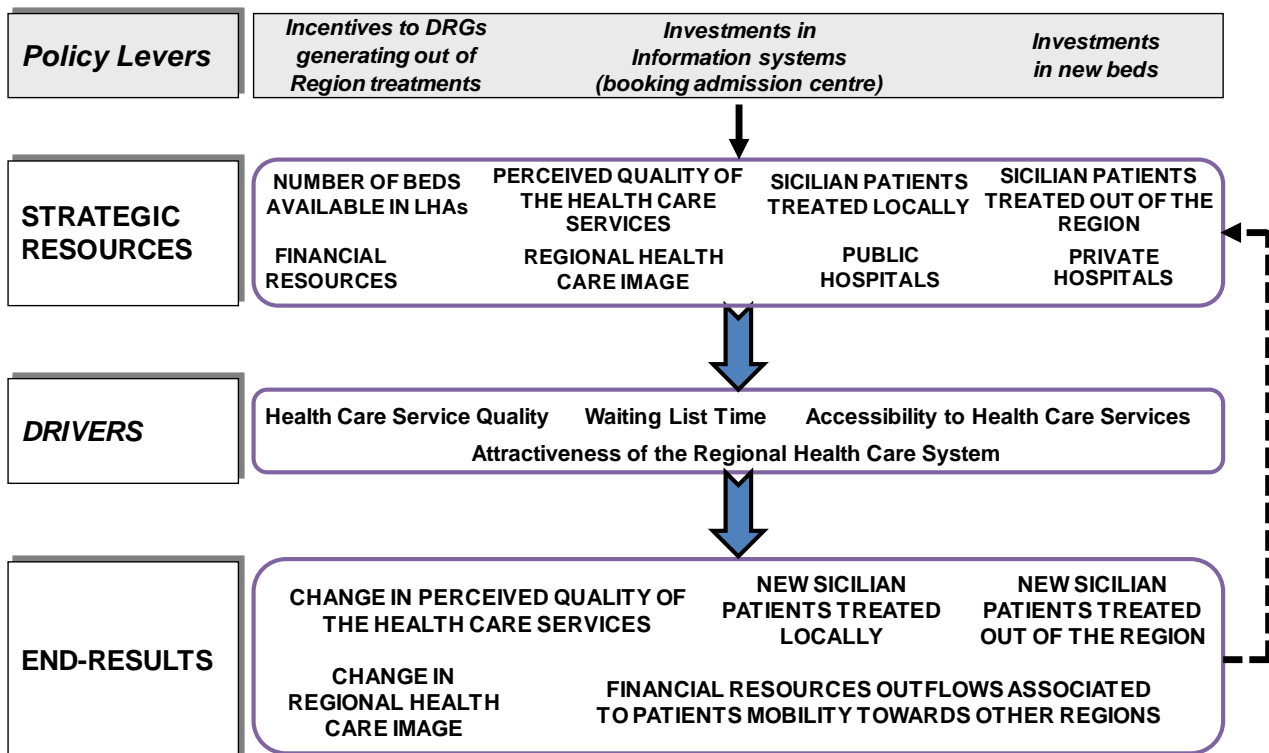 Policy Levers
Incentives to DRGs
generating out of
Region treatments
Investments in
Information systems
(booking admission centre)
Investments
in new beds
STRATEGIC
RESOURCES
NUMBER OF BEDS
AVAILABLE IN LHAs
PERCEIVED QUALITY OF
THE HEALTH CARE
SERVICES
SICILIAN PATIENTS
TREATED LOCALLY
SICILIAN PATIENTS
TREATED OUT OF THE
REGION
FINANCIAL
RESOURCES
REGIONAL HEALTH
CARE IMAGE
PUBLIC
HOSPITALS
PRIVATE
HOSPITALS
DRIVERS
Health Care Service Quality
Waiting List Time
Accessibility to Health Care Services
Attractiveness of the Regional Health Care System
END-RESULTS
CHANGE IN PERCEIVED QUALITY OF
THE HEALTH CARE SERVICES
NEW SICILIAN
PATIENTS TREATED
LOCALLY
NEW SICILIAN
PATIENTS TREATED
OUT OF THE REGION
CHANGE IN
REGIONAL HEALTH
CARE IMAGE
FINANCIAL RESOURCES OUTFLOWS ASSOCIATED
TO PATIENTS MOBILITY TOWARDS OTHER REGIONS